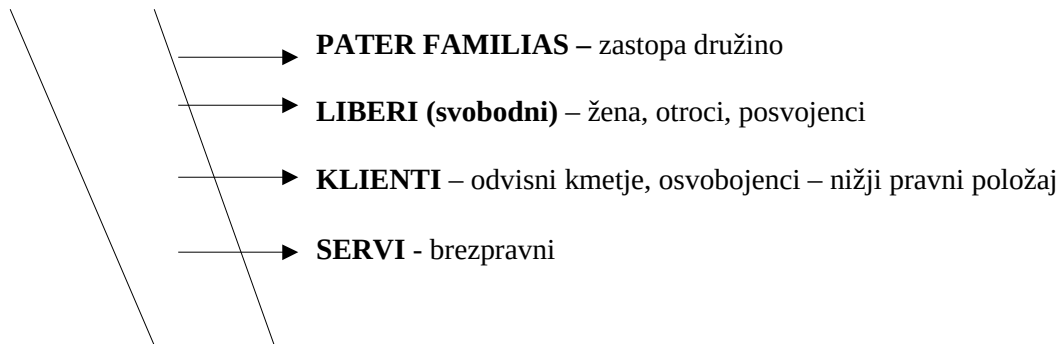 PATER FAMILIAS – zastopa družino
LIBERI (svobodni) – žena, otroci, posvojenci
KLIENTI – odvisni kmetje, osvobojenci – nižji pravni položaj
SERVI - brezpravni